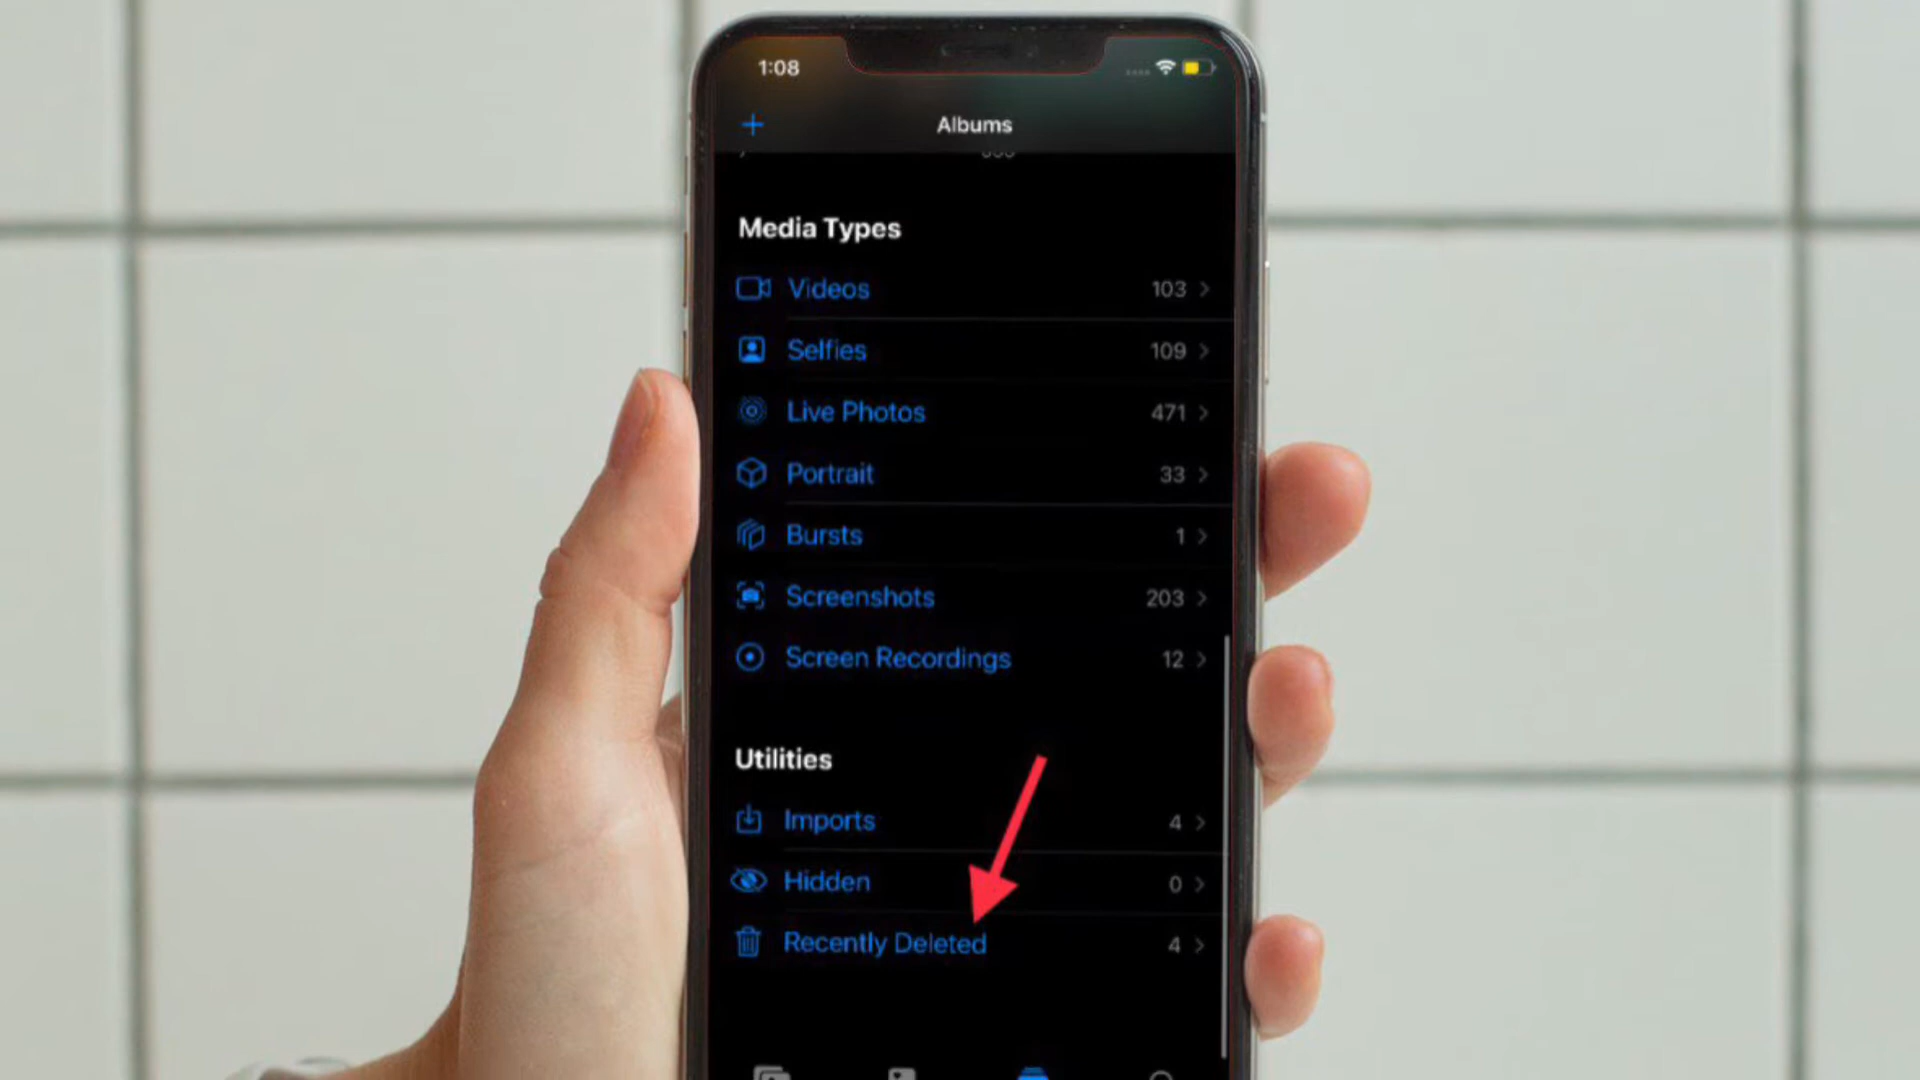 1:08
Albums
Media Types
Videos 103
Selfies 109
Live Photos 471
Portrait 33
Bursts 1
Screenshots 203
Screen Recordings 12
Utilities
Imports 4
Hidden 0
Recently Deleted 4